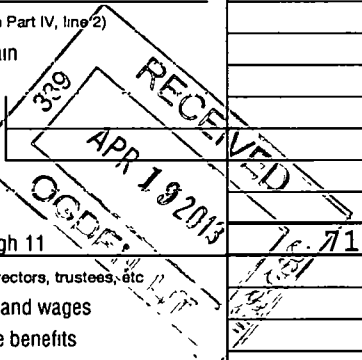 Part IV, line 2)
339
RECEIVED
APR 19 2013
OGDEN, UT
gh 11
71
rectors, trustees, etc
and wages
e benefits